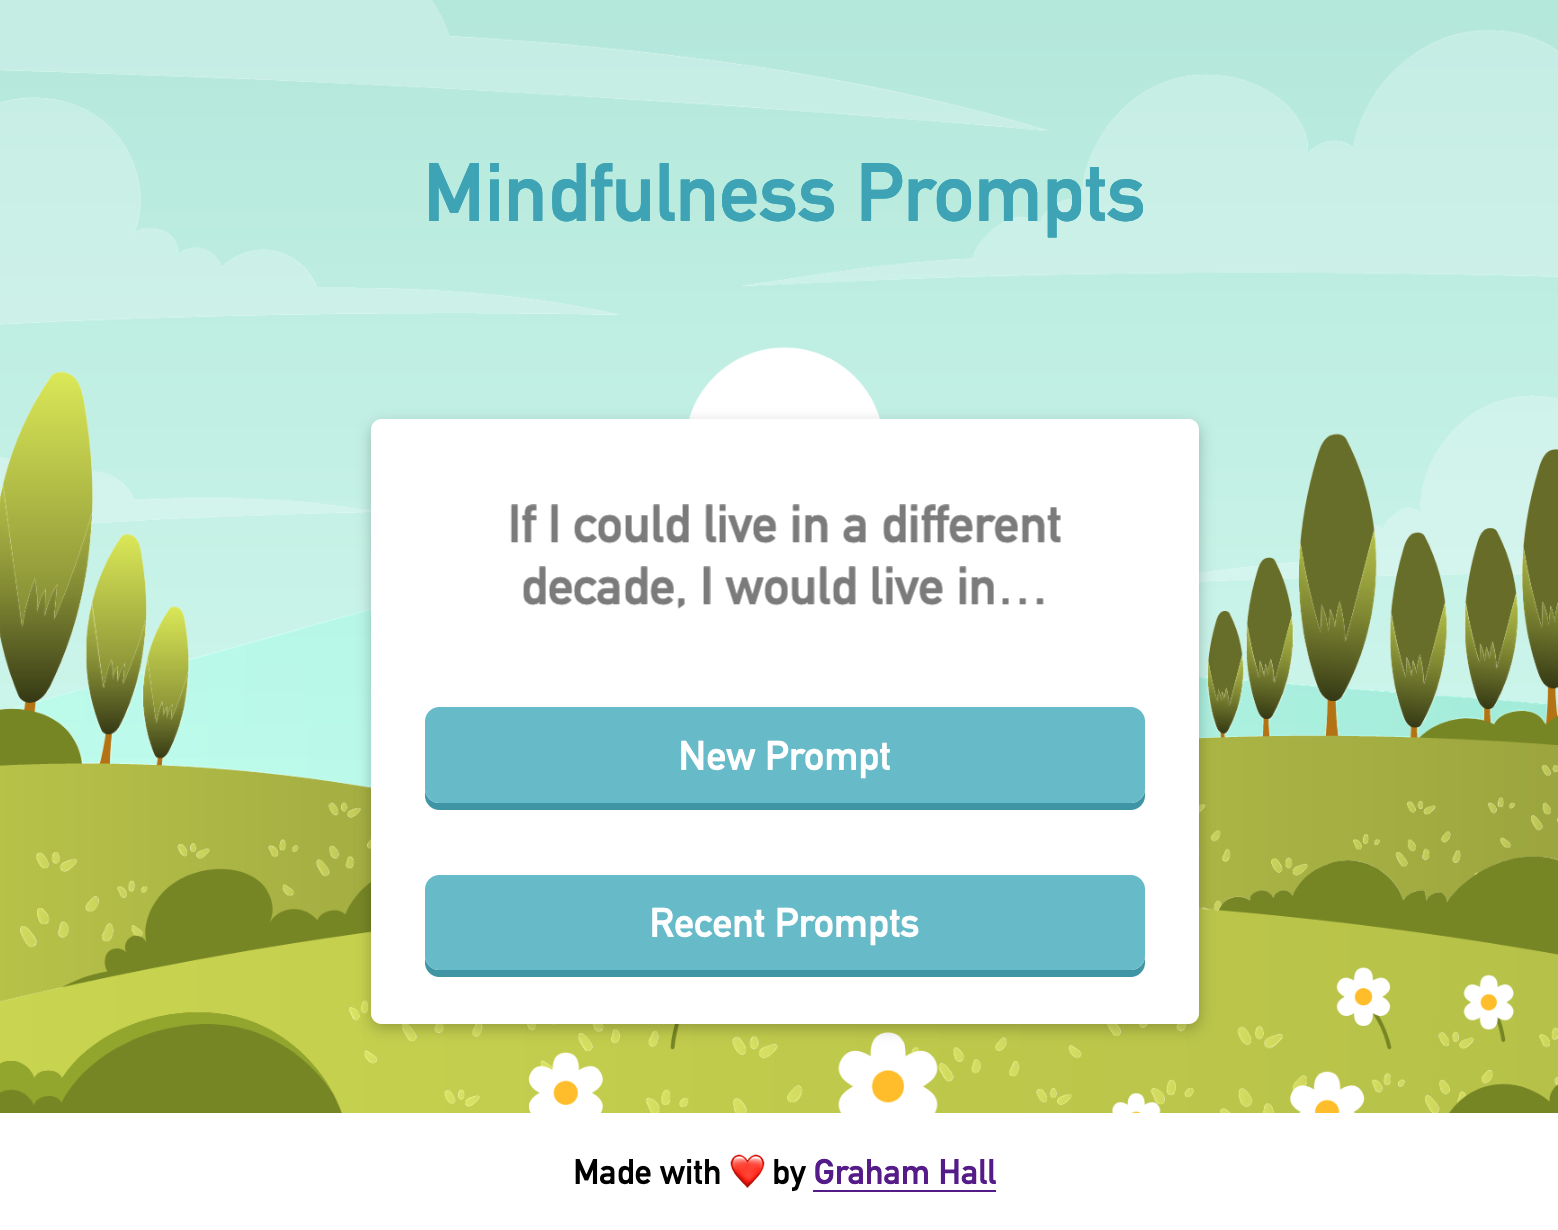 Mindfulness Prompts
If I could live in a different
decade, I would live in…
New Prompt
Recent Prompts
Made with ❤️ by Graham Hall